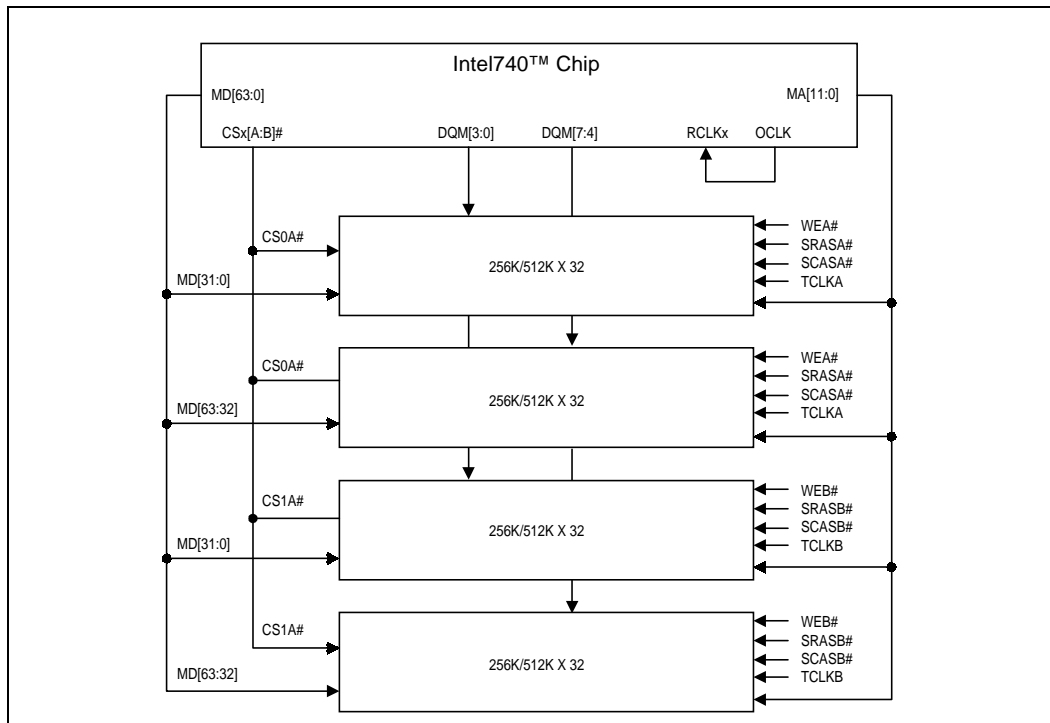 Intel740™ Chip
MD[63:0]
MA[11:0]
CSx[A:B]#
DQM[3:0]
DQM[7:4]
RCLKx
OCLK
CS0A#
MD[31:0]
256K/512K X 32
WEA#
SRASA#
SCASA#
TCLKA
CS0A#
MD[63:32]
256K/512K X 32
WEA#
SRASA#
SCASA#
TCLKA
CS1A#
MD[31:0]
256K/512K X 32
WEB#
SRASB#
SCASB#
TCLKB
CS1A#
MD[63:32]
256K/512K X 32
WEB#
SRASB#
SCASB#
TCLKB